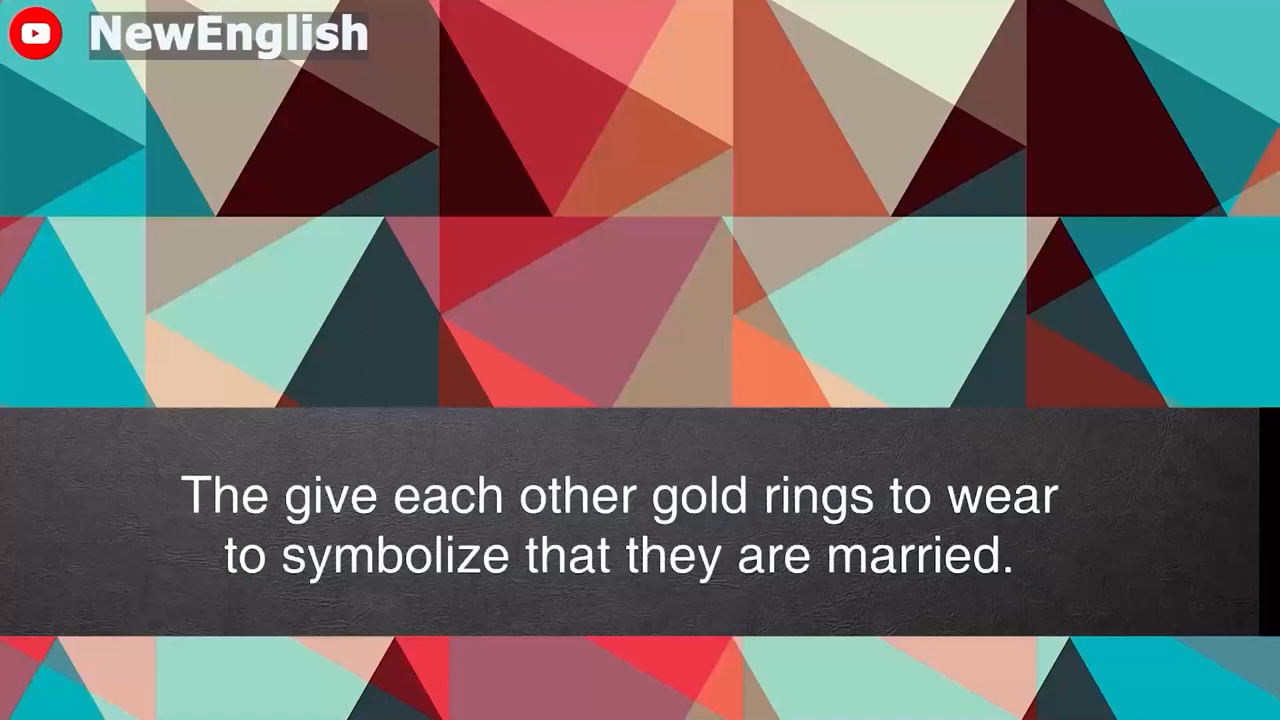 NewEnglish
The give each other gold rings to wear
to symbolize that they are married.